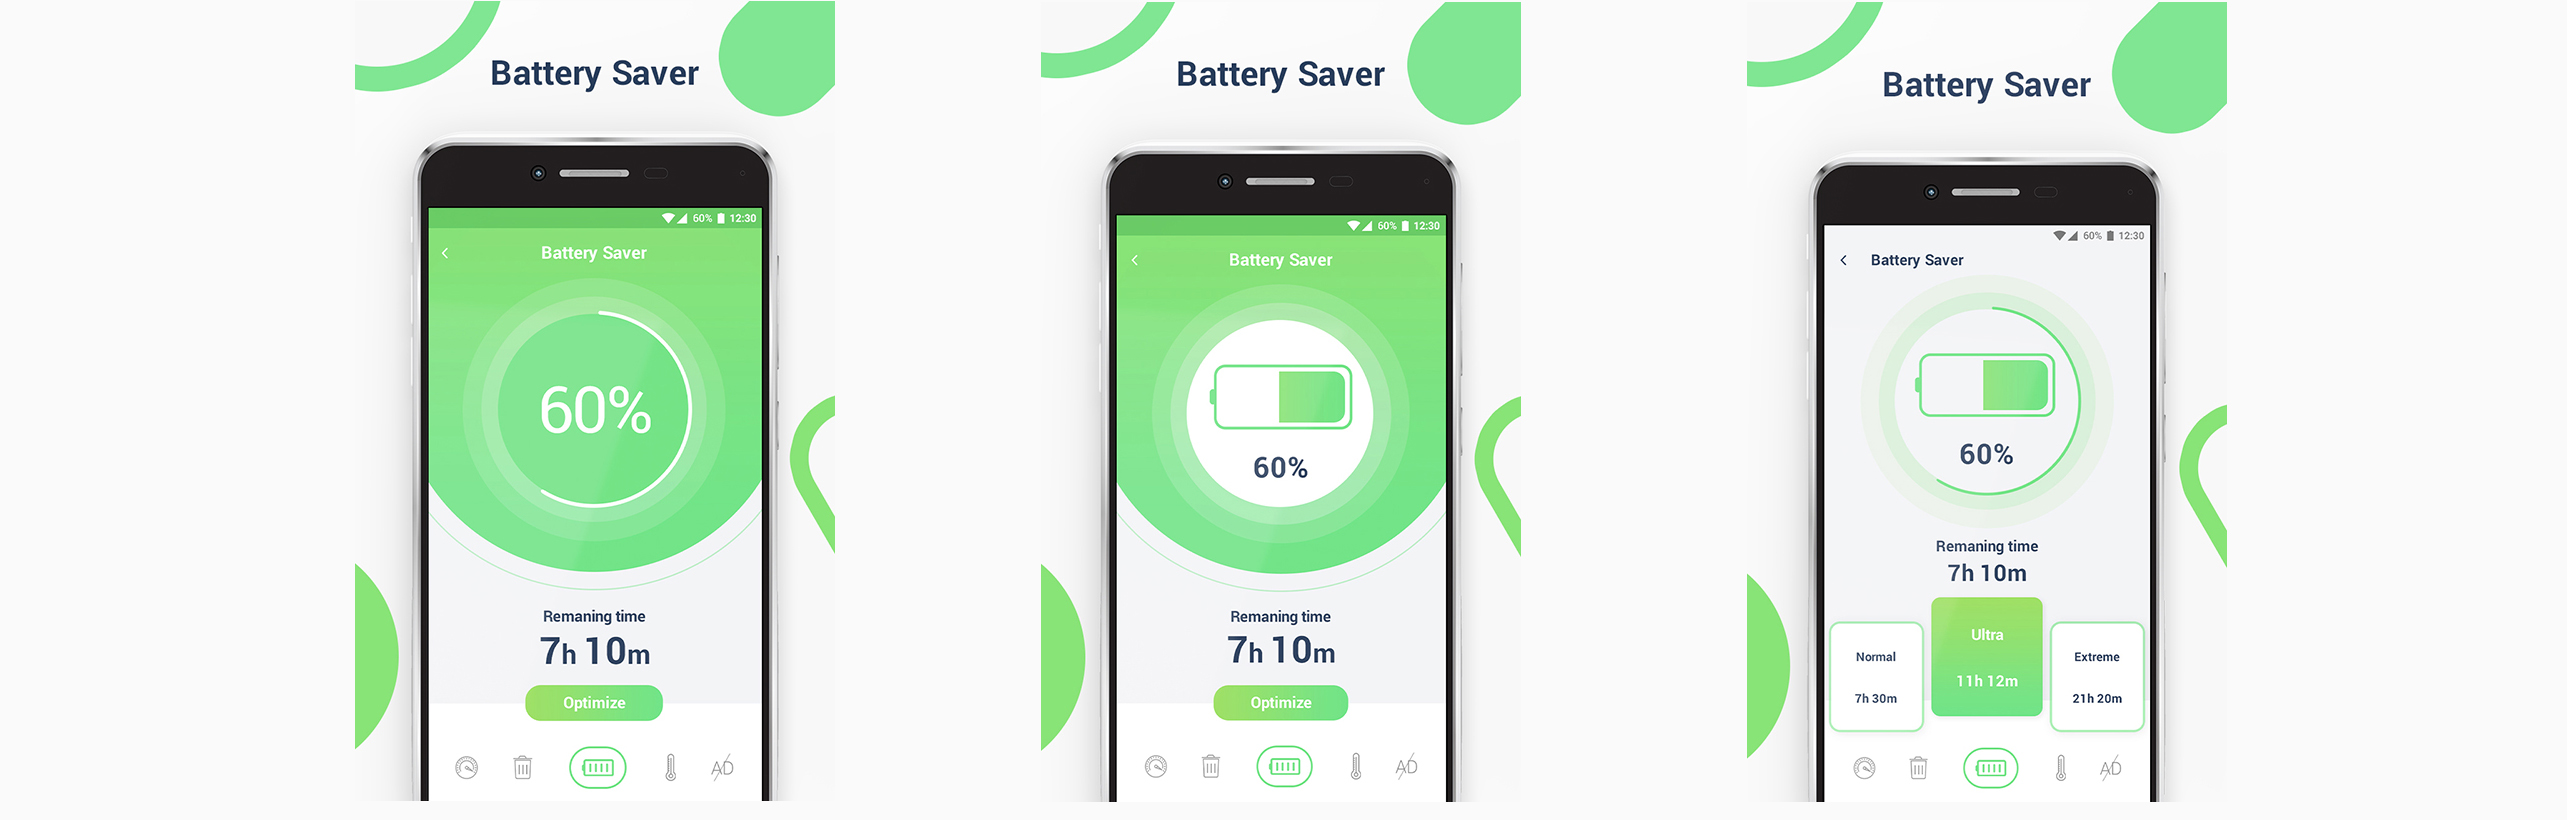 Battery Saver
60% 12:30
Battery Saver
60%
Remaning time
7h 10m
Optimize
AD
Battery Saver
60% 12:30
Battery Saver
60%
Remaning time
7h 10m
Optimize
AD
Battery Saver
60% 12:30
Battery Saver
60%
Remaning time
7h 10m
Normal
7h 30m
Ultra
11h 12m
Extreme
21h 20m
AD